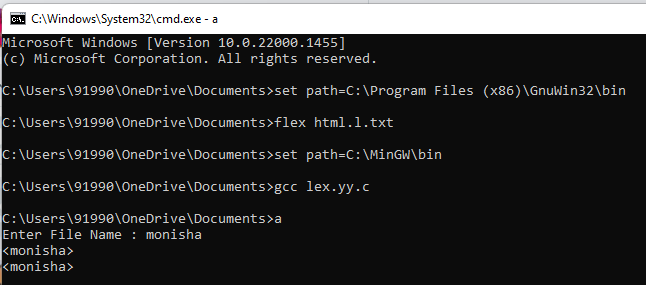 C:\Windows\System32\cmd.exe - a
Microsoft Windows [Version 10.0.22000.1455]
(c) Microsoft Corporation. All rights reserved.
C:\Users\91990\OneDrive\Documents>set path=C:\Program Files (x86)\GnuWin32\bin
C:\Users\91990\OneDrive\Documents>flex html.l.txt
C:\Users\91990\OneDrive\Documents>set path=C:\MinGW\bin
C:\Users\91990\OneDrive\Documents>gcc lex.yy.c
C:\Users\91990\OneDrive\Documents>a
Enter File Name : monisha
<monisha>
<monisha>